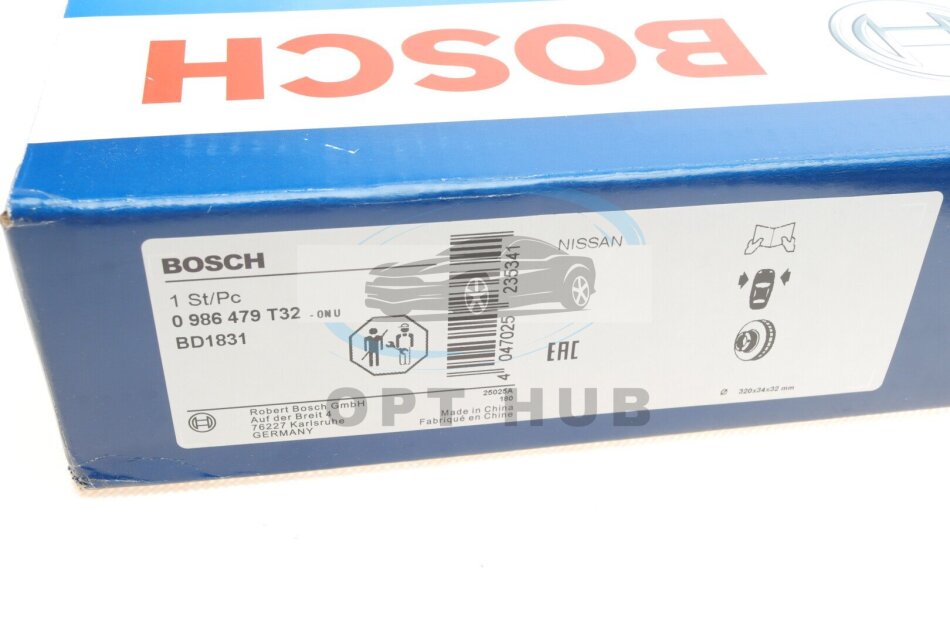 BOSCH
BOSCH
NISSAN
1 St/Pc
0 986 479 T32 - 0NU
BD1831
4 047025 235341
EAC
Ø 320x34x32 mm
25025A
180
Robert Bosch GmbH
Auf der Breit 4
76227 Karlsruhe
GERMANY
Made in China
Fabriqué en Chine
OPT HUB